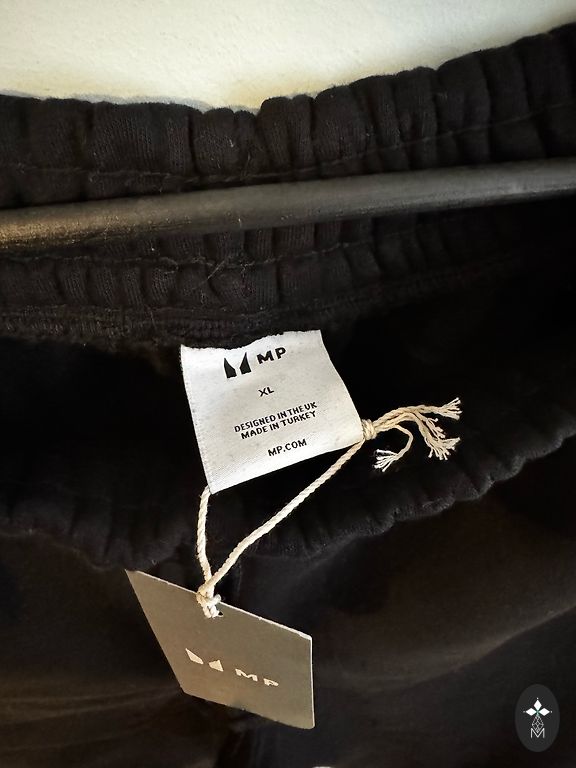 MP
XL
DESIGNED IN THE UK
MADE IN TURKEY
MP.COM
MP
M